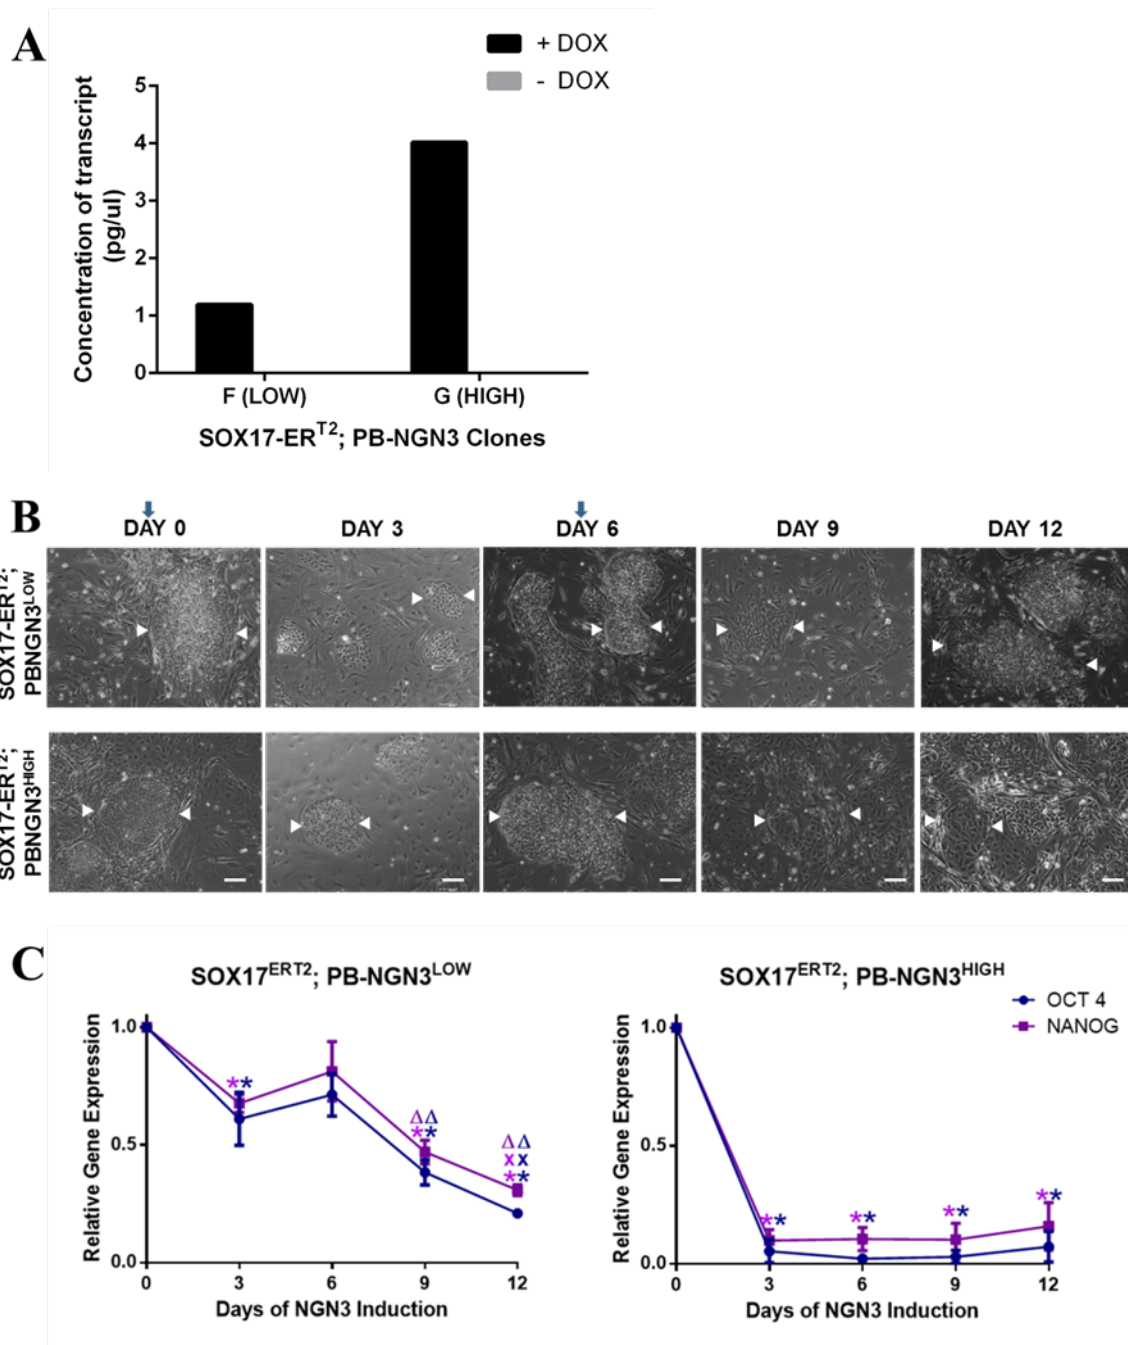 A
+ DOX
- DOX
5
4
3
2
1
0
Concentration of transcript
(pg/ul)
F (LOW)
G (HIGH)
SOX17-ER^T2; PB-NGN3 Clones
B
DAY 0
DAY 3
DAY 6
DAY 9
DAY 12
SOX17-ER^T2;
PBNGN3^LOW
SOX17-ER^T2;
PBNGN3^HIGH
C
SOX17^ERT2; PB-NGN3^LOW
Relative Gene Expression
1.0
0.5
0.0
**
ΔΔ
**
ΔΔ
XX
**
0
3
6
9
12
Days of NGN3 Induction
SOX17^ERT2; PB-NGN3^HIGH
OCT 4
NANOG
Relative Gene Expression
1.0
0.5
0.0
**
**
**
**
0
3
6
9
12
Days of NGN3 Induction